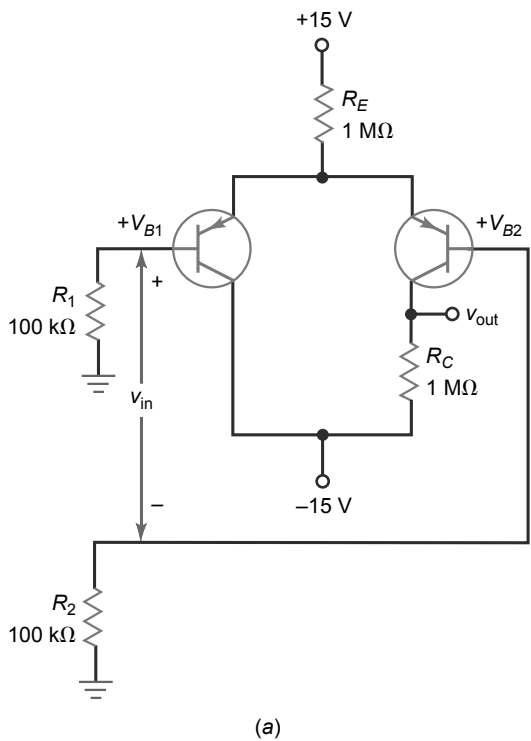 +15 V
R_E
1 MΩ
+V_B1
+V_B2
R_1
100 kΩ
+
v_in
–
v_out
R_C
1 MΩ
–15 V
R_2
100 kΩ
(a)